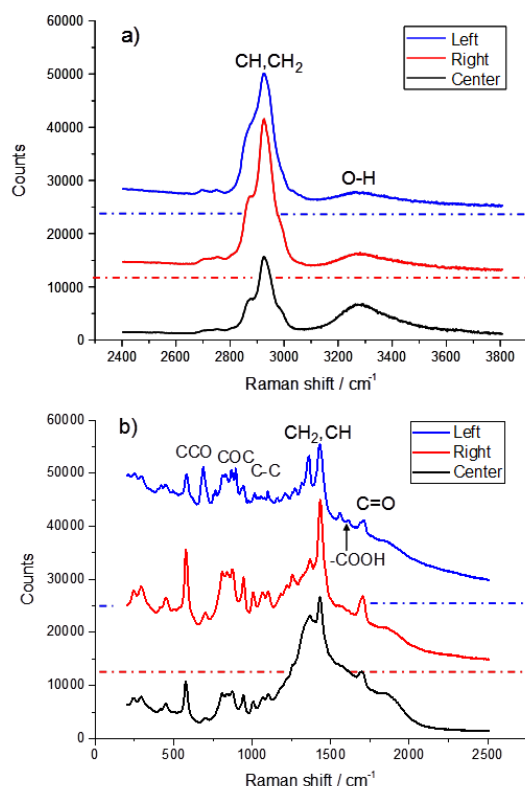 a)
CH,CH₂
O-H
Left
Right
Center
Counts
60000
50000
40000
30000
20000
10000
0
2400 2600 2800 3000 3200 3400 3600 3800
Raman shift / cm⁻¹
b)
CCO COC C-C CH₂,CH
C=O
-COOH
Left
Right
Center
Counts
60000
50000
40000
30000
20000
10000
0
0 500 1000 1500 2000 2500
Raman shift / cm⁻¹